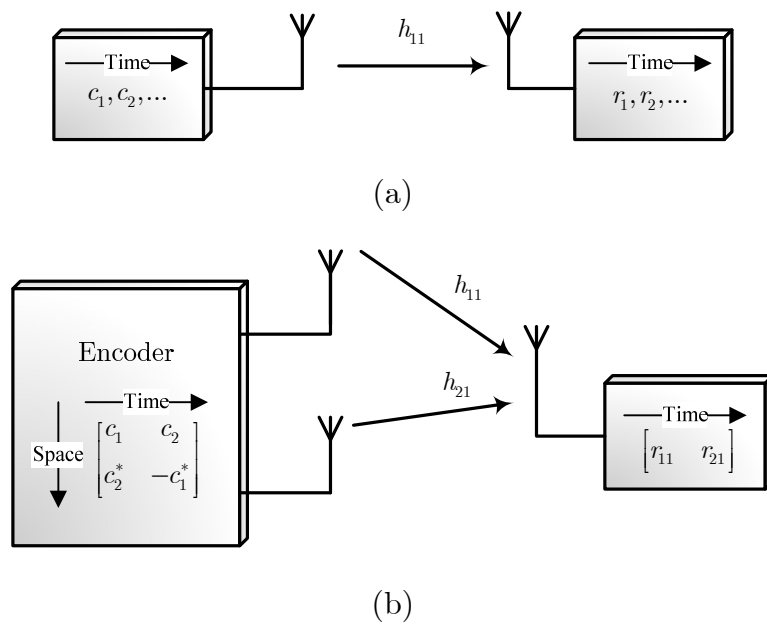 h₁₁
Time
c₁, c₂, ...
Time
r₁, r₂, ...
(a)
h₁₁
Encoder
h₂₁
Time
Time
Space
[c₁ c₂
c₂* −c₁*]
[r₁₁ r₂₁]
(b)